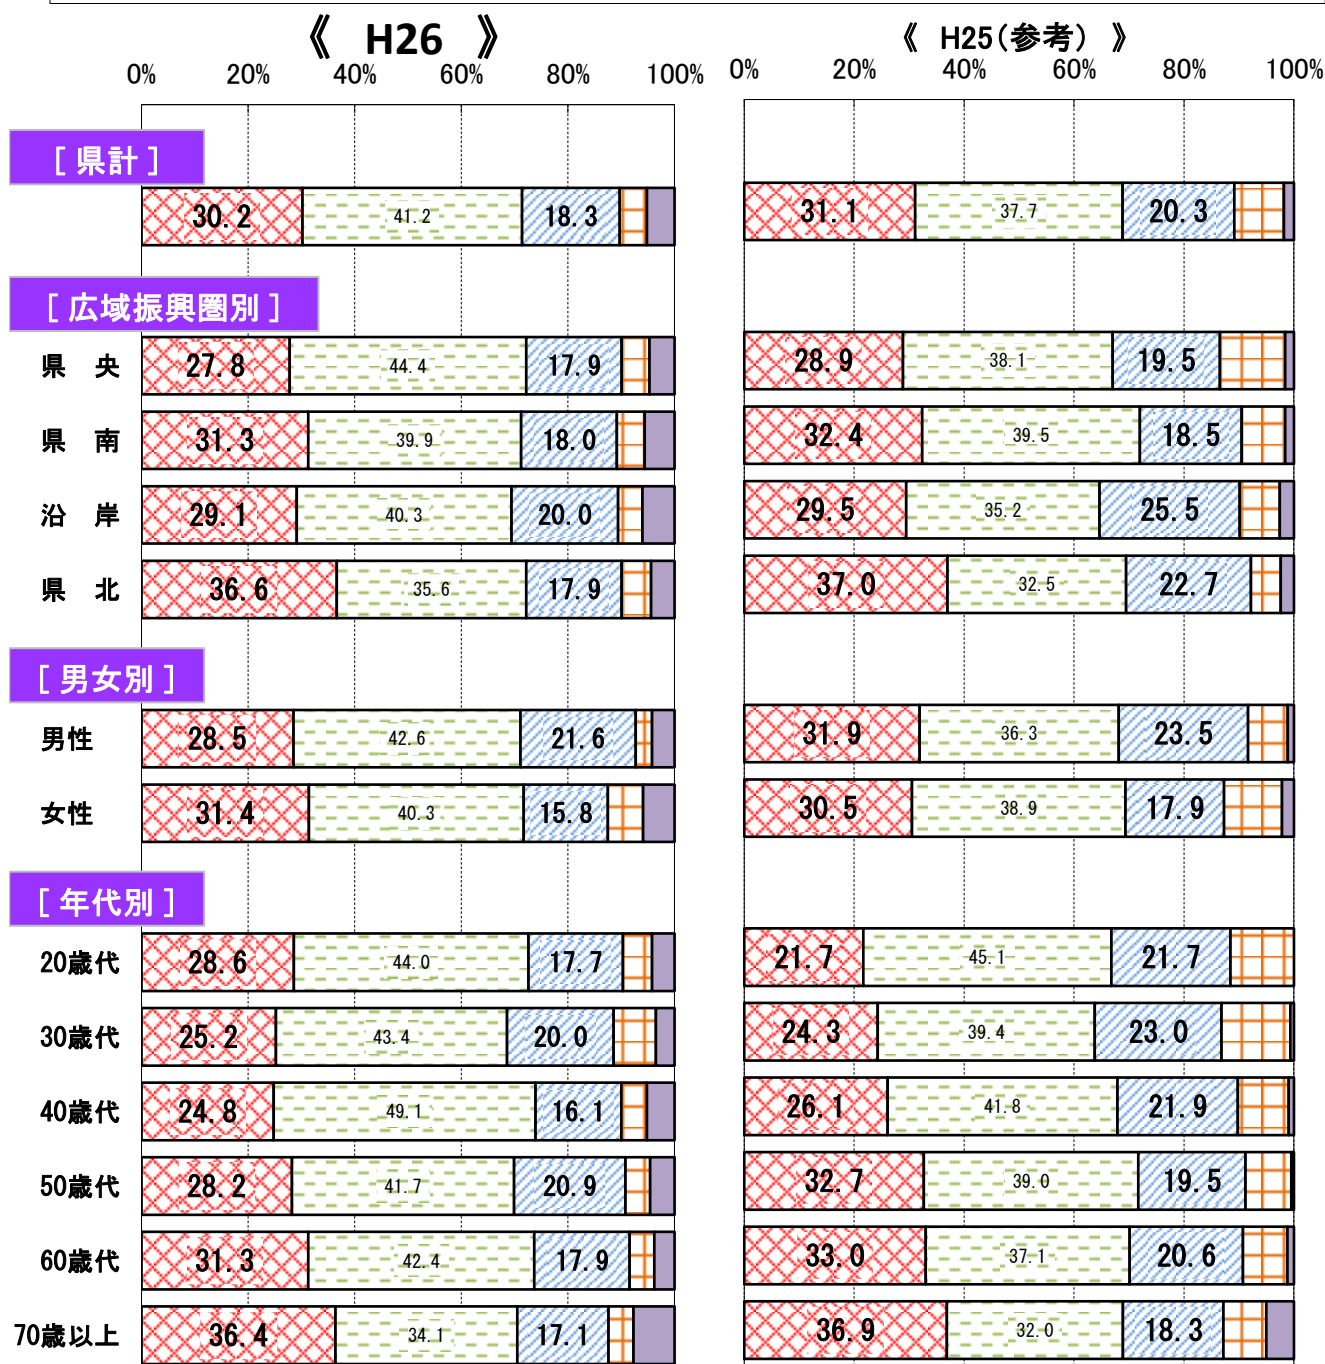 《 H26 》 《 H25(参考) 》
0% 20% 40% 60% 80% 100% 0% 20% 40% 60% 80% 100%
[ 県計 ]
30.2 41.2 18.3 31.1 37.7 20.3
[ 広域振興圏別 ]
県 央 27.8 44.4 17.9 28.9 38.1 19.5
県 南 31.3 39.9 18.0 32.4 39.5 18.5
沿 岸 29.1 40.3 20.0 29.5 35.2 25.5
県 北 36.6 35.6 17.9 37.0 32.5 22.7
[ 男女別 ]
男性 28.5 42.6 21.6 31.9 36.3 23.5
女性 31.4 40.3 15.8 30.5 38.9 17.9
[ 年代別 ]
20歳代 28.6 44.0 17.7 21.7 45.1 21.7
30歳代 25.2 43.4 20.0 24.3 39.4 23.0
40歳代 24.8 49.1 16.1 26.1 41.8 21.9
50歳代 28.2 41.7 20.9 32.7 39.0 19.5
60歳代 31.3 42.4 17.9 33.0 37.1 20.6
70歳以上 36.4 34.1 17.1 36.9 32.0 18.3